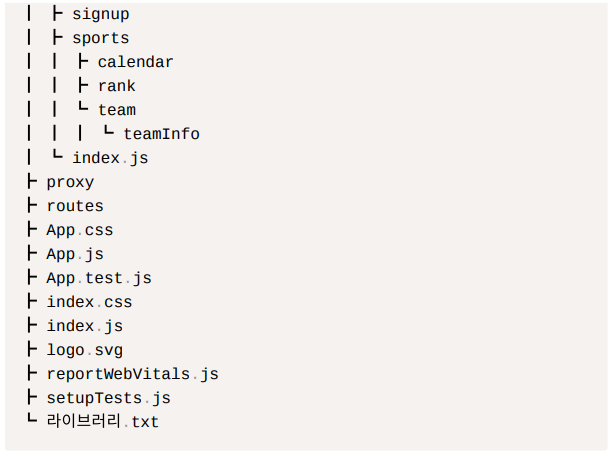 ┃ ┣ signup
┃ ┣ sports
┃ ┃ ┣ calendar
┃ ┃ ┣ rank
┃ ┃ ┗ team
┃ ┃ ┃ ┗ teamInfo
┃ ┗ index.js
┣ proxy
┣ routes
┣ App.css
┣ App.js
┣ App.test.js
┣ index.css
┣ index.js
┣ logo.svg
┣ reportWebVitals.js
┣ setupTests.js
┗ 라이브러리.txt